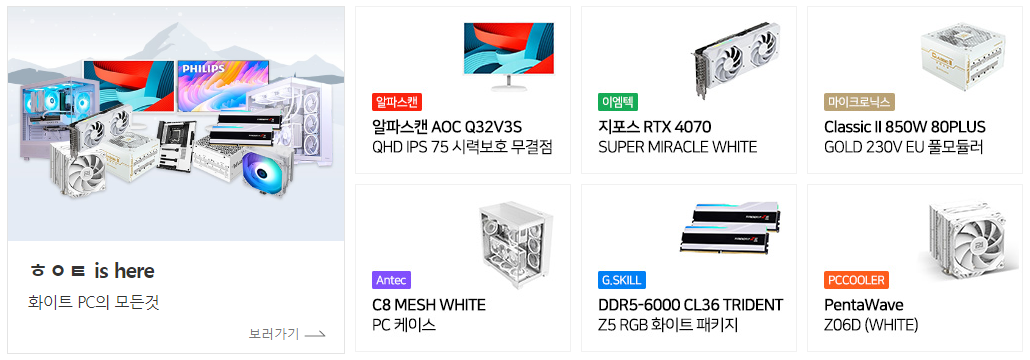 PHILIPS
ㅎㅇㅌ is here
화이트 PC의 모든것
보러가기
알파스캔
알파스캔 AOC Q32V3S
QHD IPS 75 시력보호 무결점
이엠텍
지포스 RTX 4070
SUPER MIRACLE WHITE
마이크로닉스
Classic II 850W 80PLUS
GOLD 230V EU 풀모듈러
Antec
C8 MESH WHITE
PC 케이스
G.SKILL
DDR5-6000 CL36 TRIDENT
Z5 RGB 화이트 패키지
PCCOOLER
PentaWave
Z06D (WHITE)